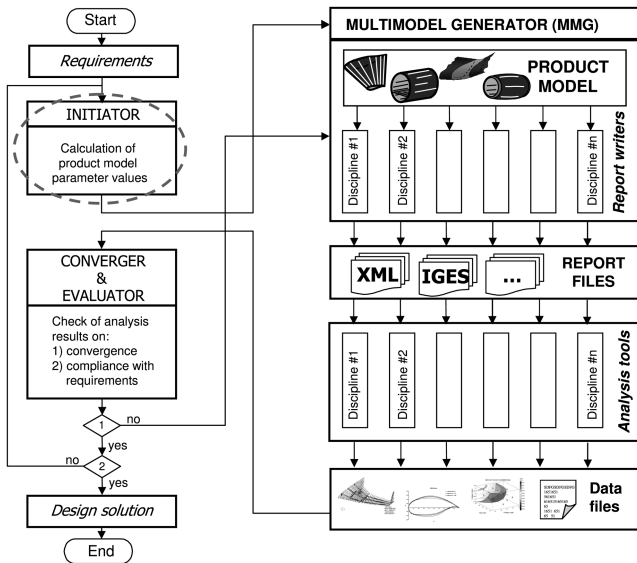 Start
Requirements
INITIATOR
Calculation of
product model
parameter values
CONVERGER
&
EVALUATOR
Check of analysis
results on:
1) convergence
2) compliance with
requirements
1
no
yes
2
no
yes
Design solution
End
MULTIMODEL GENERATOR (MMG)
PRODUCT
MODEL
Discipline #1
Discipline #2
Discipline #n
Report writers
XML
IGES
...
REPORT
FILES
Discipline #1
Discipline #2
Discipline #n
Analysis tools
Data
files